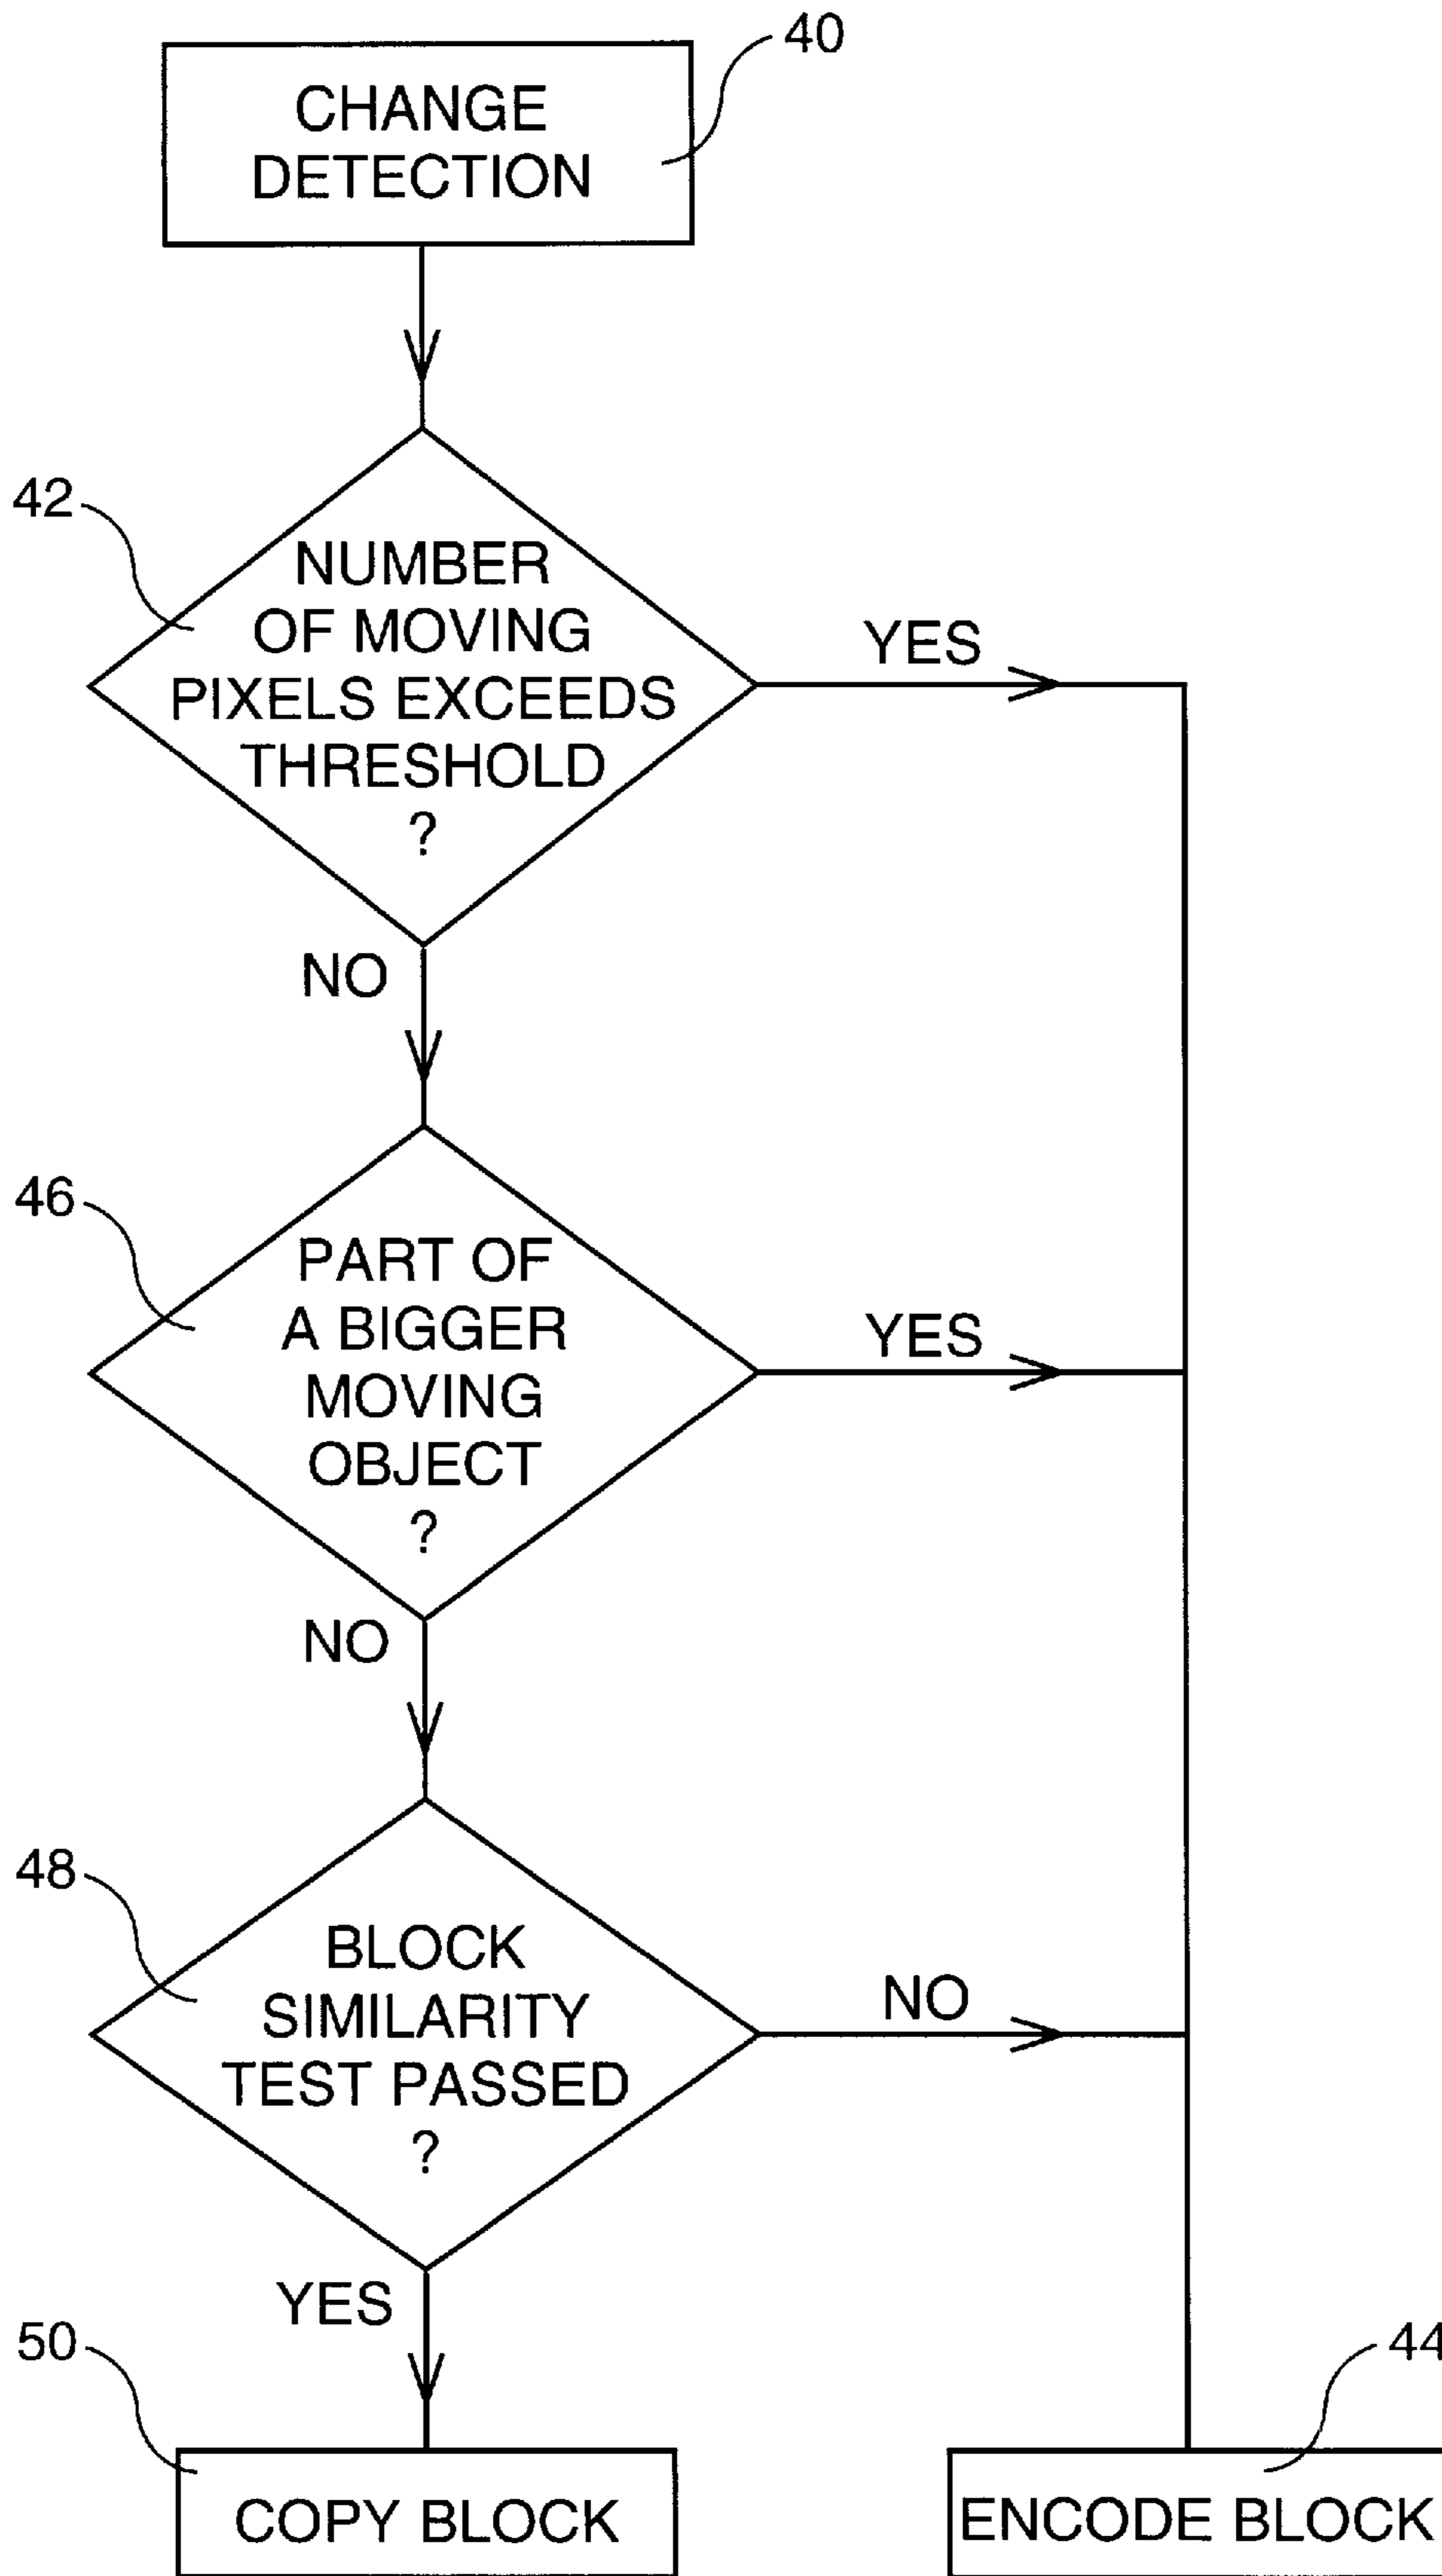 40
CHANGE
DETECTION
42
NUMBER
OF MOVING
PIXELS EXCEEDS
THRESHOLD
?
YES
NO
46
PART OF
A BIGGER
MOVING
OBJECT
?
YES
NO
48
BLOCK
SIMILARITY
TEST PASSED
?
NO
YES
50
COPY BLOCK
44
ENCODE BLOCK